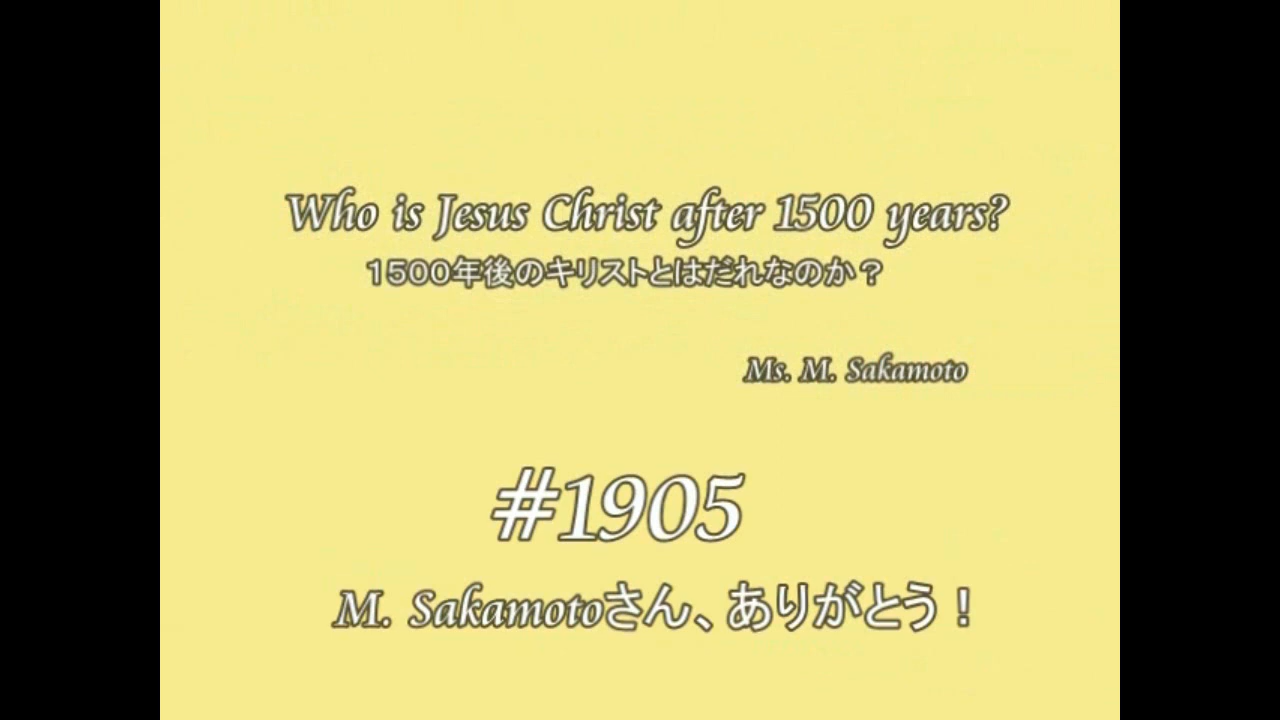 Who is Jesus Christ after 1500 years?
1500年後のキリストとはだれなのか？
Ms. M. Sakamoto
#1905
M. Sakamotoさん、ありがとう！